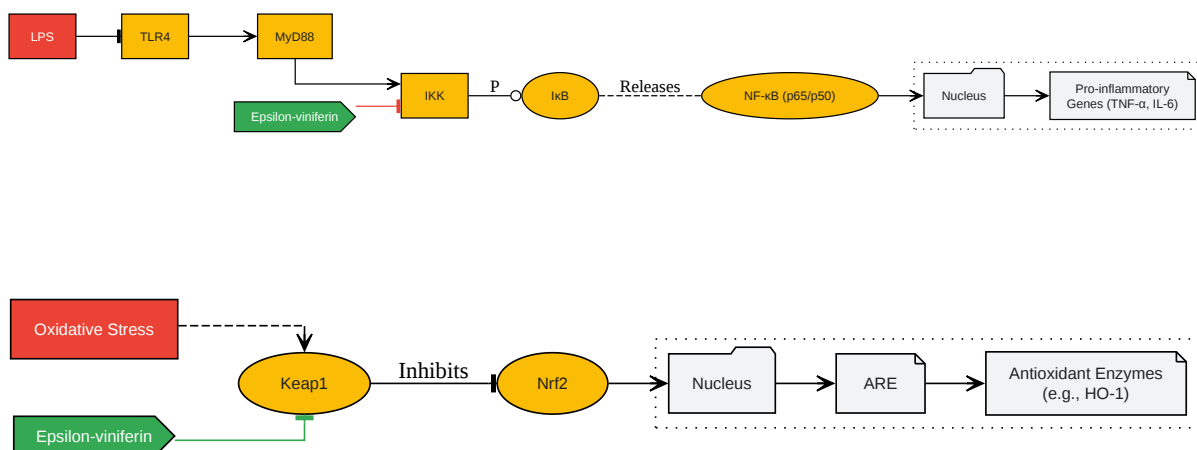 LPS
TLR4
MyD88
IKK
P
IκB
Releases
NF-κB (p65/p50)
Nucleus
Pro-inflammatory
Genes (TNF-α, IL-6)
Epsilon-viniferin
Oxidative Stress
Keap1
Inhibits
Nrf2
Nucleus
ARE
Antioxidant Enzymes
(e.g., HO-1)
Epsilon-viniferin